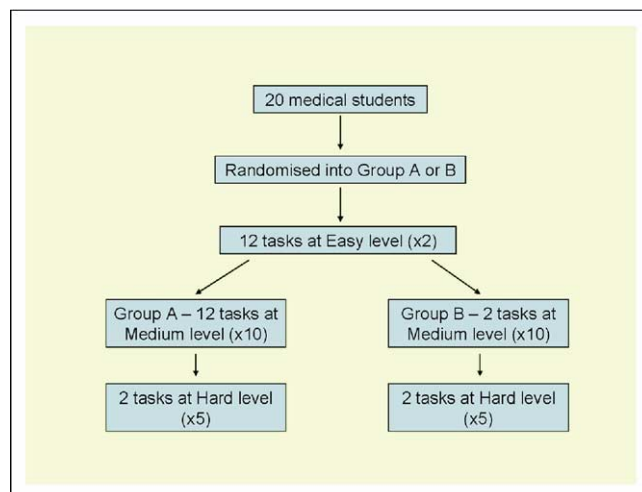 20 medical students
Randomised into Group A or B
12 tasks at Easy level (x2)
Group A – 12 tasks at
Medium level (x10)
Group B – 2 tasks at
Medium level (x10)
2 tasks at Hard level
(x5)
2 tasks at Hard level
(x5)